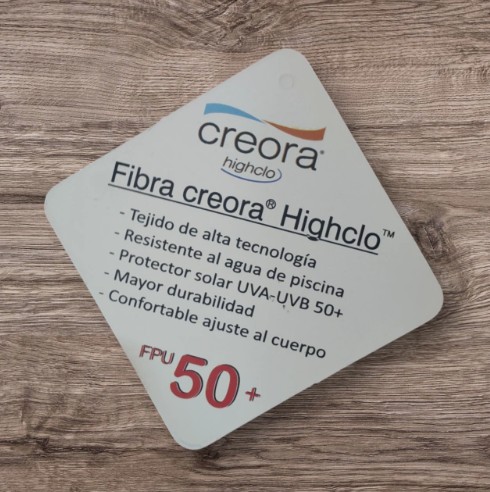 creora®
highclo
Fibra creora® Highclo™
- Tejido de alta tecnología
- Resistente al agua de piscina
- Protector solar UVA-UVB 50+
- Mayor durabilidad
- Confortable ajuste al cuerpo
FPU 50+